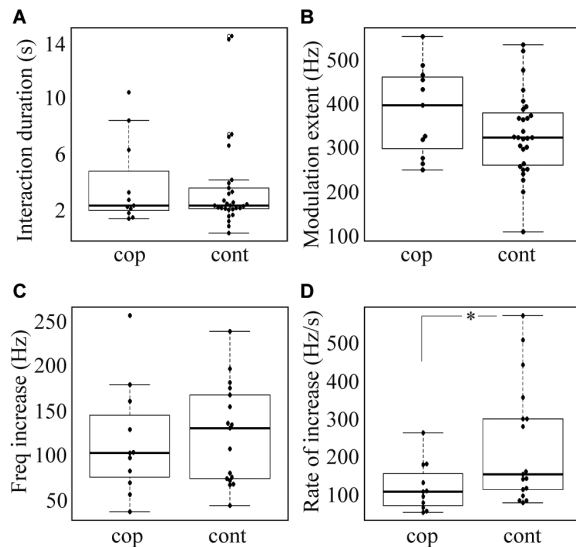 A
Interaction duration (s)
14
10
6
2
cop
cont
B
Modulation extent (Hz)
500
400
300
200
100
cop
cont
C
Freq increase (Hz)
250
200
150
100
50
cop
cont
D
Rate of increase (Hz/s)
500
400
300
200
100
*
cop
cont